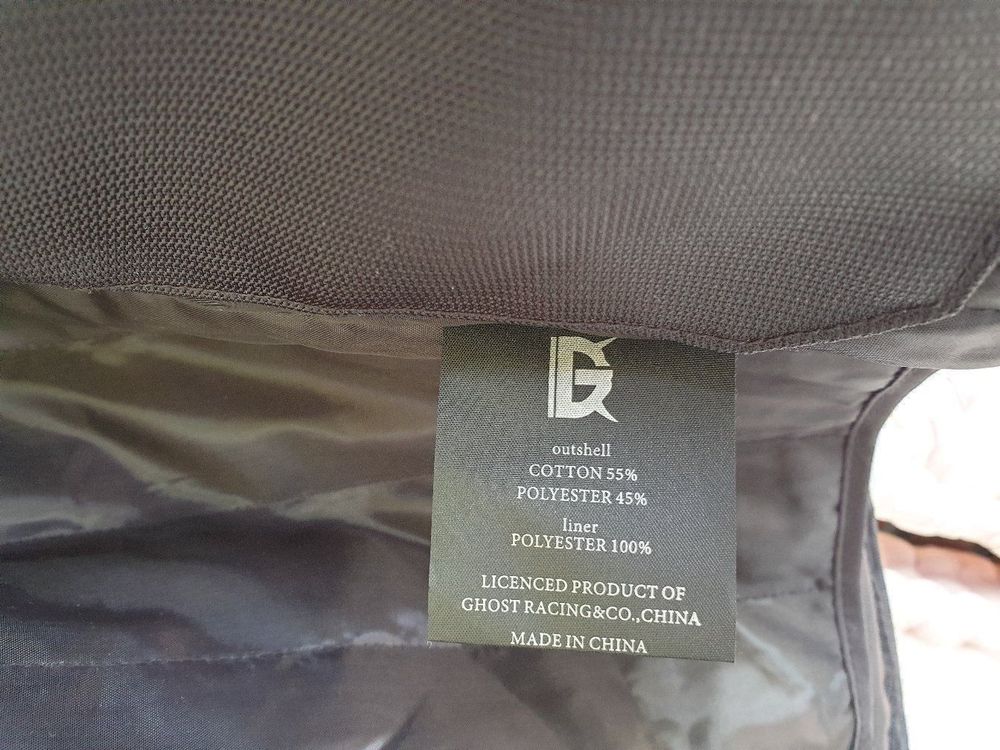 G
outshell
COTTON 55%
POLYESTER 45%
liner
POLYESTER 100%
LICENCED PRODUCT OF
GHOST RACING&CO.,CHINA
MADE IN CHINA